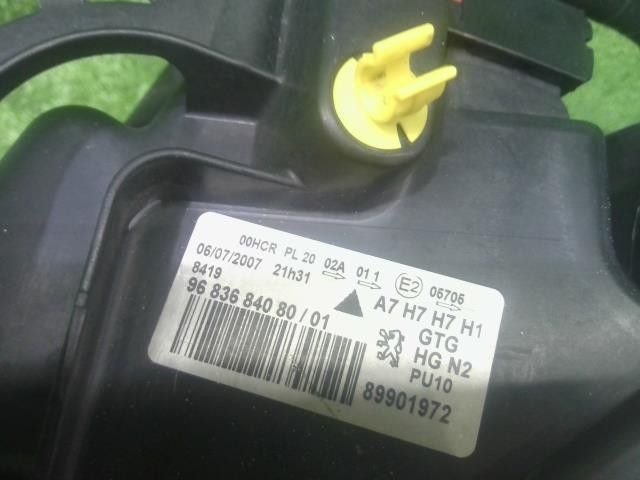 00HCR PL 20 02A 01 1 E2 05705
06/07/2007 21h31
8419
A7 H7 H7 H1
96 836 840 80 / 01
GTG
HG N2
PU10
89901972